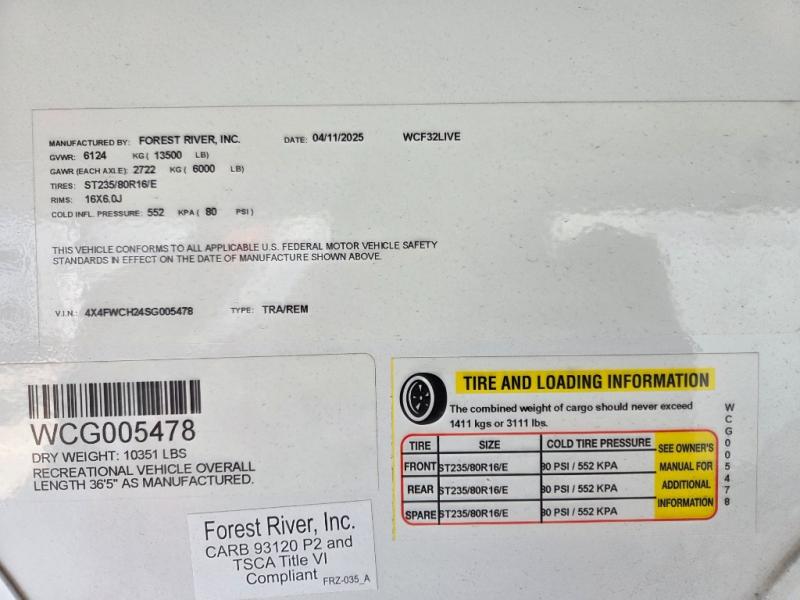 MANUFACTURED BY: FOREST RIVER, INC. DATE: 04/11/2025 WCF32LIVE
GVWR: 6124 KG ( 13500 LB)
GAWR (EACH AXLE): 2722 KG ( 6000 LB)
TIRES: ST235/80R16/E
RIMS: 16X6.0J
COLD INFL. PRESSURE: 552 KPA ( 80 PSI )
THIS VEHICLE CONFORMS TO ALL APPLICABLE U.S. FEDERAL MOTOR VEHICLE SAFETY
STANDARDS IN EFFECT ON THE DATE OF MANUFACTURE SHOWN ABOVE.
V.I.N.: 4X4FWCH24SG005478 TYPE: TRA/REM
WCG005478
DRY WEIGHT: 10351 LBS
RECREATIONAL VEHICLE OVERALL
LENGTH 36'5" AS MANUFACTURED.
Forest River, Inc.
CARB 93120 P2 and
TSCA Title VI
Compliant FRZ-035_A
TIRE AND LOADING INFORMATION
The combined weight of cargo should never exceed
1411 kgs or 3111 lbs.
TIRE SIZE COLD TIRE PRESSURE SEE OWNER'S
FRONT ST235/80R16/E 80 PSI / 552 KPA MANUAL FOR
REAR ST235/80R16/E 80 PSI / 552 KPA ADDITIONAL
SPARE ST235/80R16/E 80 PSI / 552 KPA INFORMATION
WCG005478